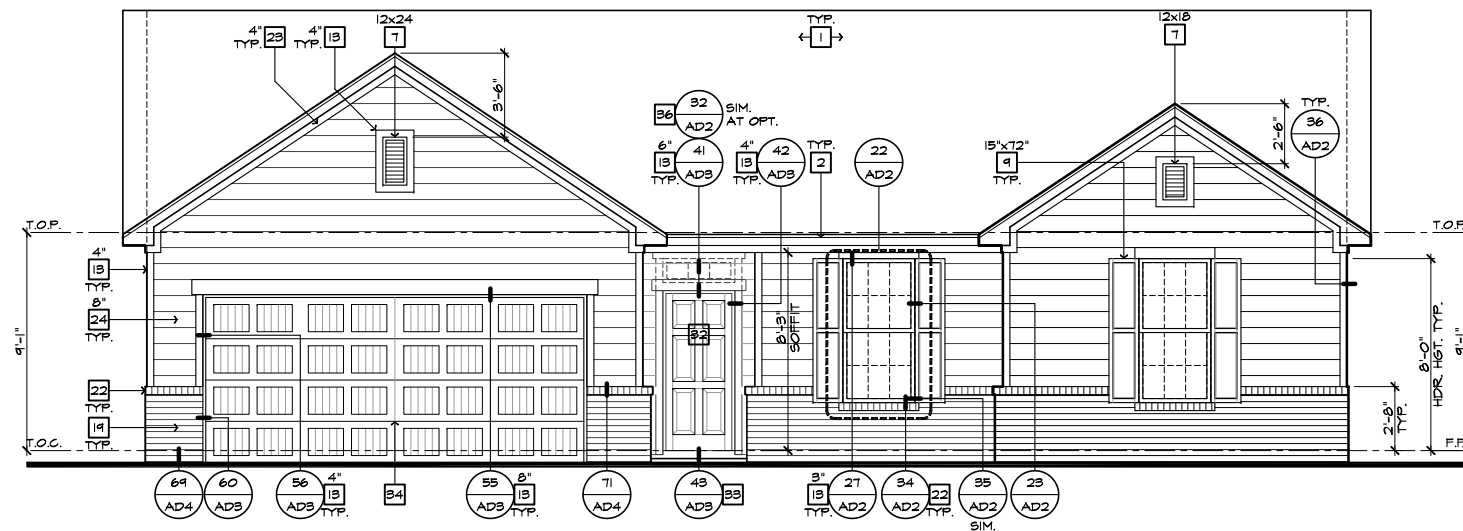 12x24
4"
TYP.
23
4"
TYP.
13
7
TYP.
1
12x18
7
3'-6"
36
32
AD2
SIM.
AT OPT.
6"
13
TYP.
41
AD3
4"
13
TYP.
42
AD3
TYP.
2
22
AD2
15"x72"
9
TYP.
2'-6"
TYP.
36
AD2
T.O.P.
T.O.P.
4"
13
TYP.
8"
24
TYP.
9'-1"
22
TYP.
19
TYP.
T.O.C.
32
8'-3"
SOFFIT
8'-0"
HDR. HGT. TYP.
9'-1"
2'-8"
TYP.
F.F.
69
AD4
60
AD3
56
AD3
4"
13
TYP.
34
55
AD3
8"
13
TYP.
71
AD4
43
AD3
33
3"
13
TYP.
27
AD2
34
AD2
22
TYP.
35
AD2
SIM.
23
AD2